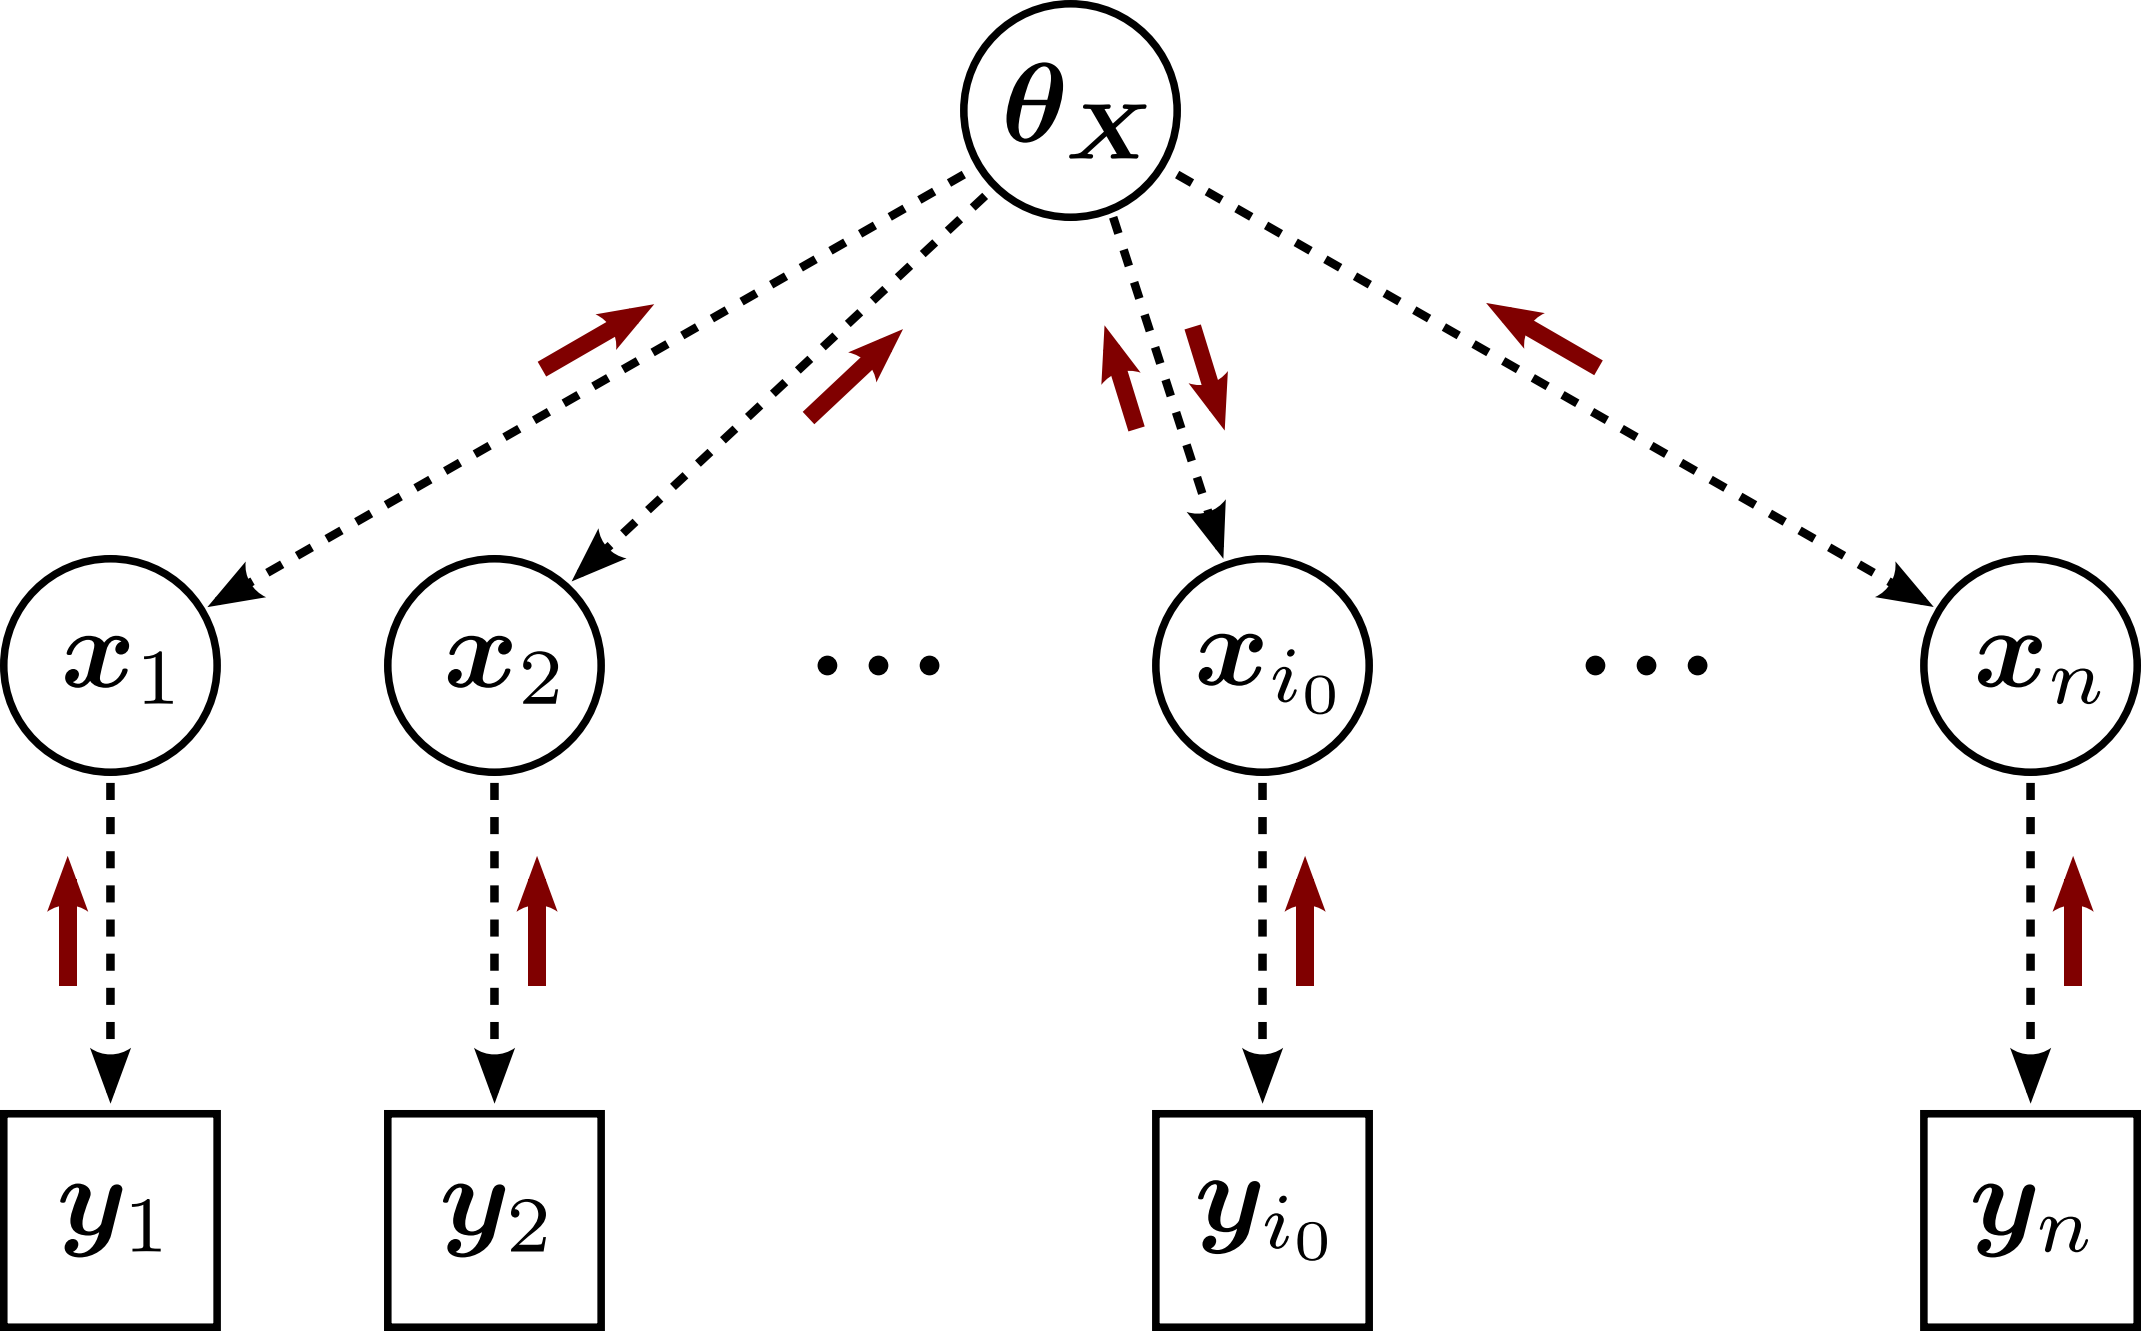 θ_X
x_1 x_2 ... x_{i_0} ... x_n
y_1 y_2 y_{i_0} y_n